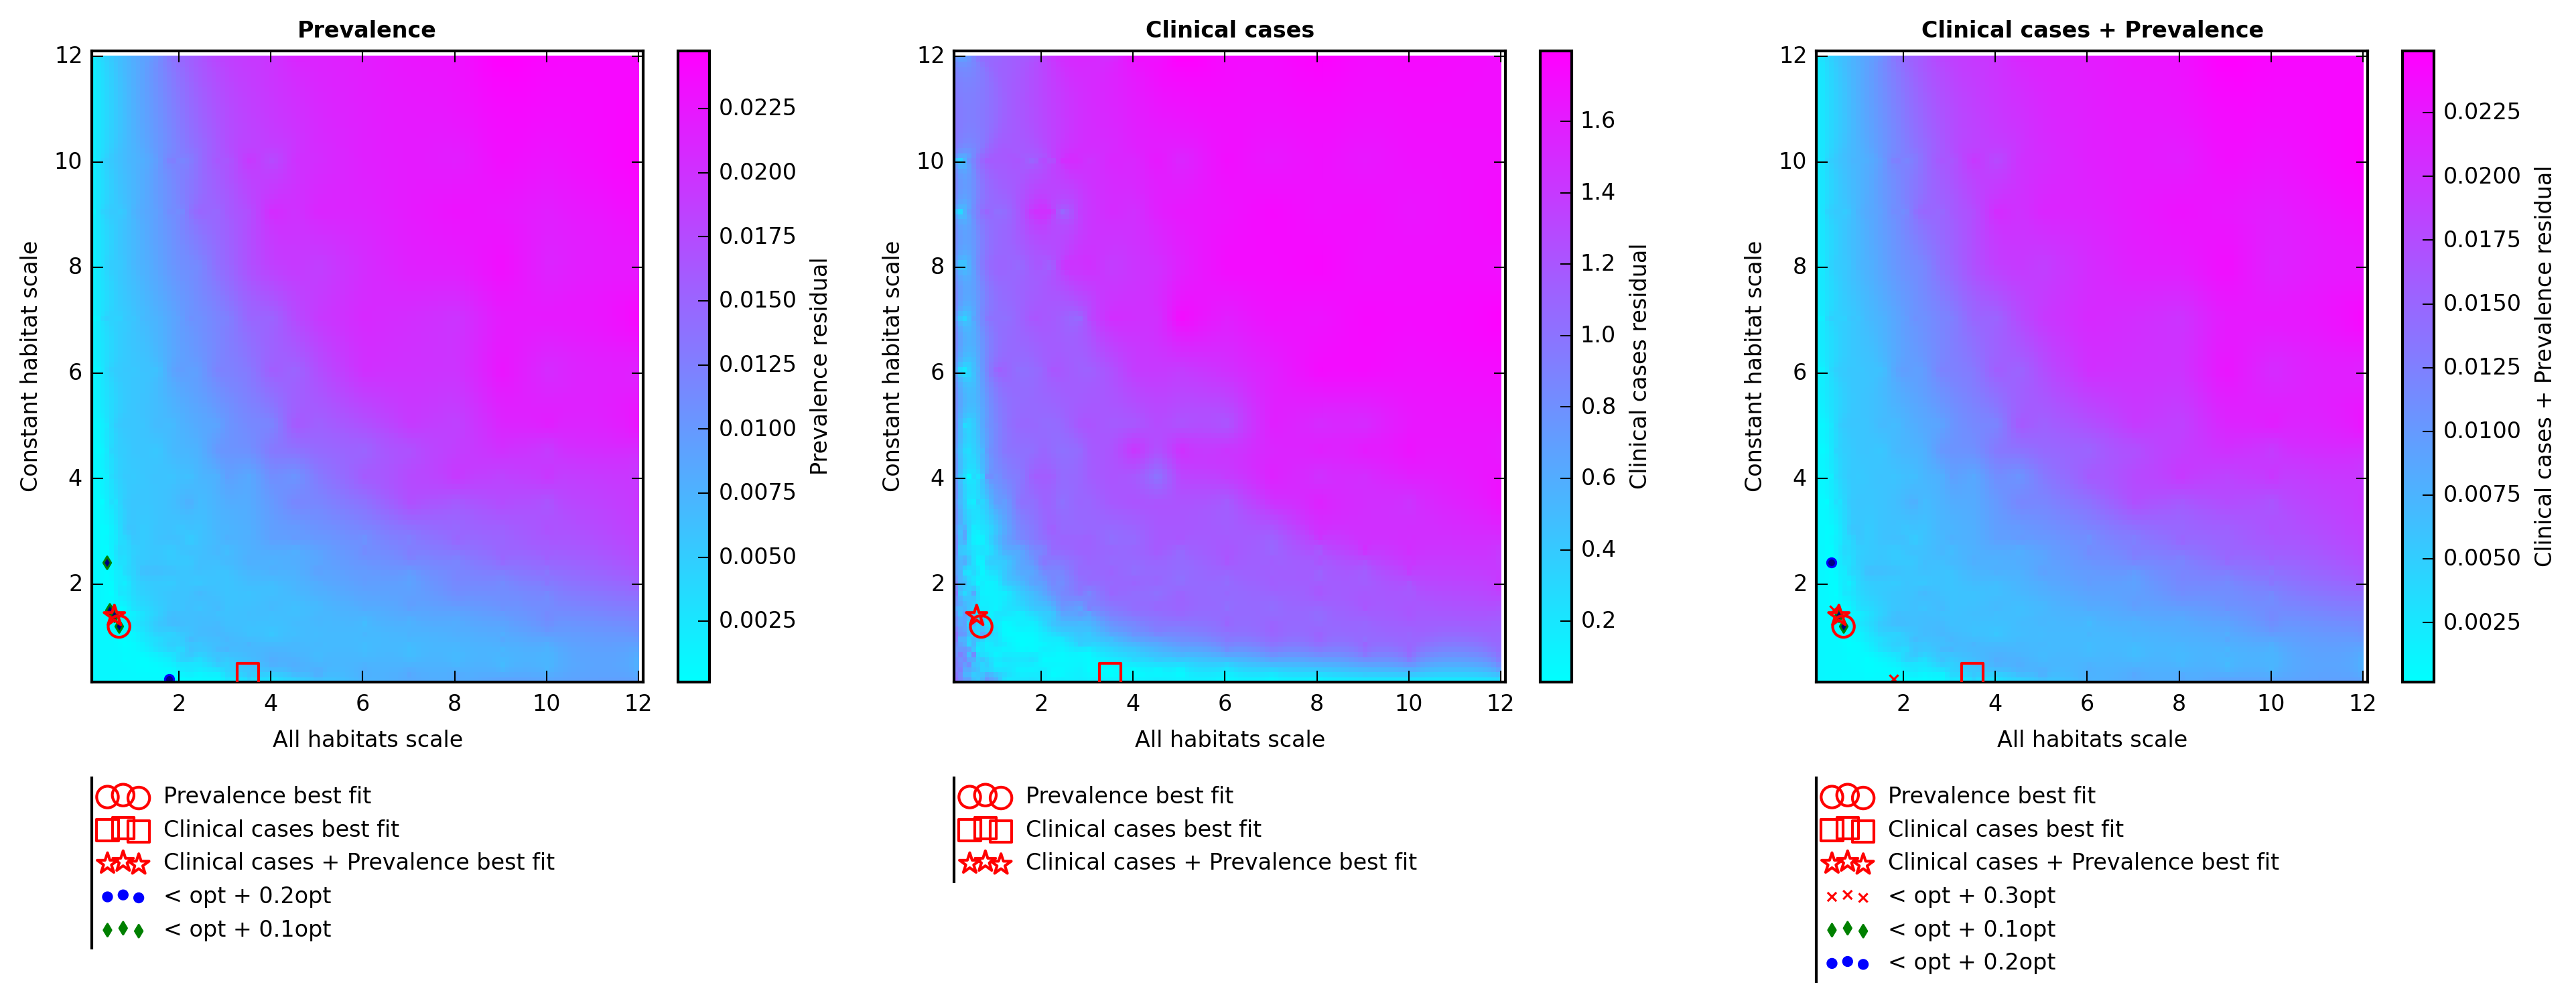 Prevalence
12
10
8
6
4
2
Constant habitat scale
2 4 6 8 10 12
All habitats scale
0.0225
0.0200
0.0175
0.0150
0.0125
0.0100
0.0075
0.0050
0.0025
Prevalence residual
Prevalence best fit
Clinical cases best fit
Clinical cases + Prevalence best fit
< opt + 0.2opt
< opt + 0.1opt
Clinical cases
12
10
8
6
4
2
Constant habitat scale
2 4 6 8 10 12
All habitats scale
1.6
1.4
1.2
1.0
0.8
0.6
0.4
0.2
Clinical cases residual
Prevalence best fit
Clinical cases best fit
Clinical cases + Prevalence best fit
Clinical cases + Prevalence
12
10
8
6
4
2
Constant habitat scale
2 4 6 8 10 12
All habitats scale
0.0225
0.0200
0.0175
0.0150
0.0125
0.0100
0.0075
0.0050
0.0025
Clinical cases + Prevalence residual
Prevalence best fit
Clinical cases best fit
Clinical cases + Prevalence best fit
< opt + 0.3opt
< opt + 0.1opt
< opt + 0.2opt